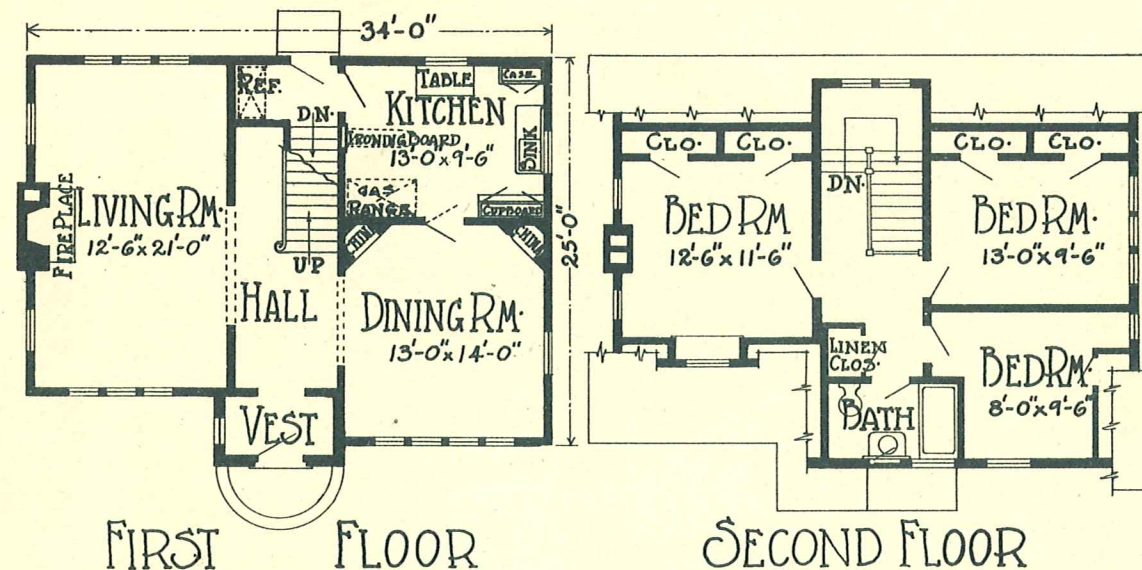 34'-0"
REF.
TABLE
CASE
DN.
KITCHEN
IRONING BOARD
13'-0 x 9'-6"
SINK
GAS
RANGE
CUPBOARD
FIRE PLACE
LIVING RM.
12'-6" x 21'-0"
CHINA
CHINA
UP
25'-0"
HALL
DINING RM.
13'-0" x 14'-0"
VEST
FIRST FLOOR
CLO.
CLO.
CLO.
CLO.
DN.
BED RM
12'-6" x 11'-6"
BED RM.
13'-0" x 9'-6"
LINEN
CLOS.
BED RM.
8'-0" x 9'-6"
BATH
SECOND FLOOR